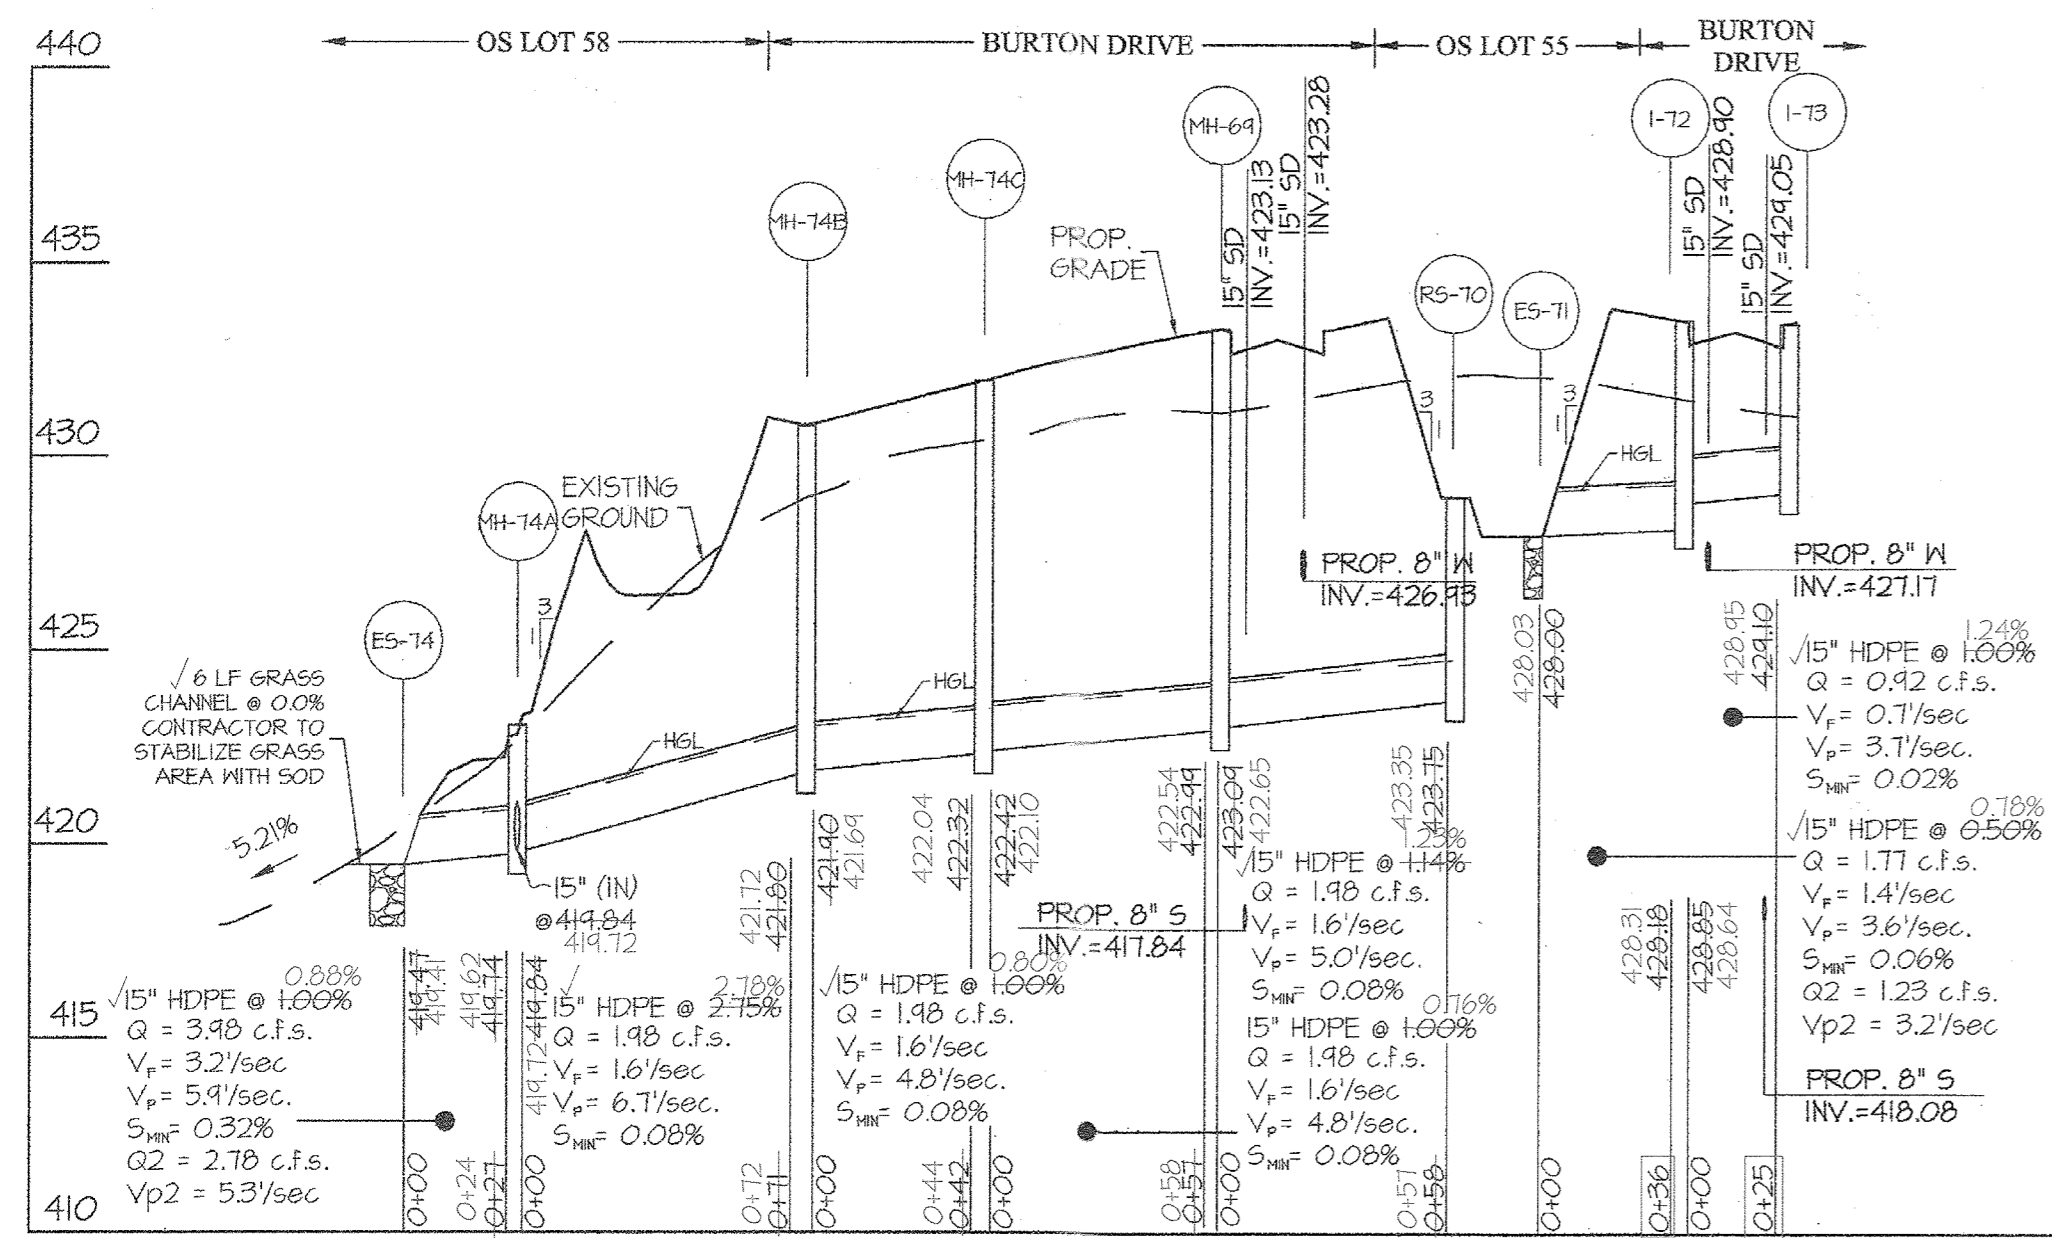 OS LOT 58
BURTON DRIVE
OS LOT 55
BURTON
DRIVE
440
435
430
425
420
415
410
ES-74
MH-74A
MH-74B
MH-74C
MH-69
RS-70
ES-71
I-72
I-73
15" SD
INV.=423.13
15" SD
INV.=423.28
15" SD
INV.=428.90
15" SD
INV.=429.05
PROP.
GRADE
EXISTING
GROUND
3
1
3
1
3
1
HGL
HGL
HGL
√ 6 LF GRASS
CHANNEL @ 0.0%
CONTRACTOR TO
STABILIZE GRASS
AREA WITH SOD
5.21%
15" (IN)
@ 419.84
419.72
PROP. 8" W
INV.=426.93
PROP. 8" W
INV.=427.17
PROP. 8" S
INV.=417.84
PROP. 8" S
INV.=418.08
0.88%
√15" HDPE @ 1.00%
Q = 3.98 c.f.s.
VF= 3.2'/sec
VP= 5.9'/sec.
SMIN= 0.32%
Q2 = 2.78 c.f.s.
Vp2 = 5.3'/sec
2.78%
√15" HDPE @ 2.75%
Q = 1.98 c.f.s.
VF= 1.6'/sec
VP= 6.7'/sec.
SMIN= 0.08%
0.80%
√15" HDPE @ 1.00%
Q = 1.98 c.f.s.
VF= 1.6'/sec
VP= 4.8'/sec.
SMIN= 0.08%
1.23%
√15" HDPE @ 1.14%
Q = 1.98 c.f.s.
VF= 1.6'/sec
VP= 5.0'/sec.
SMIN= 0.08%
0.76%
15" HDPE @ 1.00%
Q = 1.98 c.f.s.
VF= 1.6'/sec
VP= 4.8'/sec.
SMIN= 0.08%
1.24%
√15" HDPE @ 1.00%
Q = 0.92 c.f.s.
VF= 0.7'/sec
VP= 3.7'/sec.
SMIN= 0.02%
0.78%
√15" HDPE @ 0.50%
Q = 1.77 c.f.s.
VF= 1.4'/sec
VP= 3.6'/sec.
SMIN= 0.06%
Q2 = 1.23 c.f.s.
Vp2 = 3.2'/sec
419.47
419.41
419.62
419.74
419.84
419.72
421.72
421.80
421.90
421.69
422.04
422.32
422.42
422.10
422.54
422.99
423.09
422.65
423.35
423.75
428.03
428.00
428.31
428.18
428.85
428.64
428.95
429.10
0+00
0+24
0+27
0+00
0+72
0+71
0+00
0+44
0+42
0+00
0+58
0+57
0+00
0+57
0+58
0+00
0+36
0+00
0+25